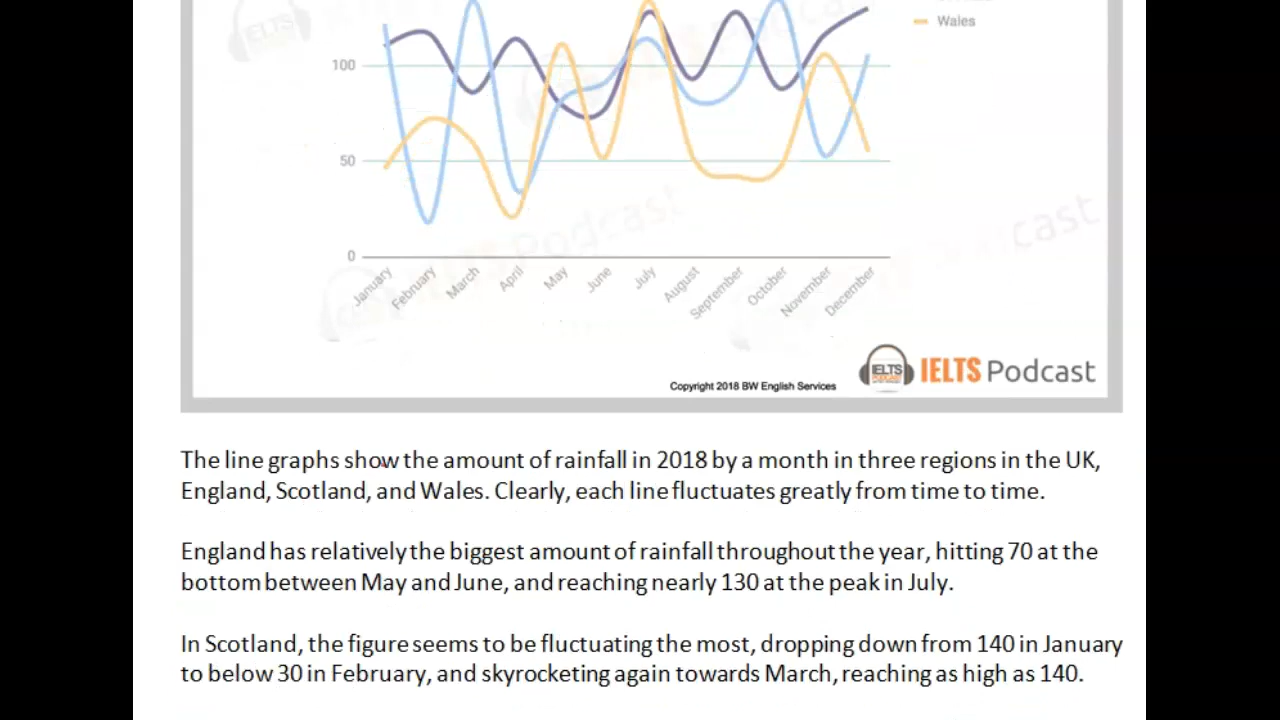 Wales
100
50
0
January
February
March
April
May
June
July
August
September
October
November
December
IELTS Podcast
Copyright 2018 BW English Services
The line graphs show the amount of rainfall in 2018 by a month in three regions in the UK,
England, Scotland, and Wales. Clearly, each line fluctuates greatly from time to time.
England has relatively the biggest amount of rainfall throughout the year, hitting 70 at the
bottom between May and June, and reaching nearly 130 at the peak in July.
In Scotland, the figure seems to be fluctuating the most, dropping down from 140 in January
to below 30 in February, and skyrocketing again towards March, reaching as high as 140.